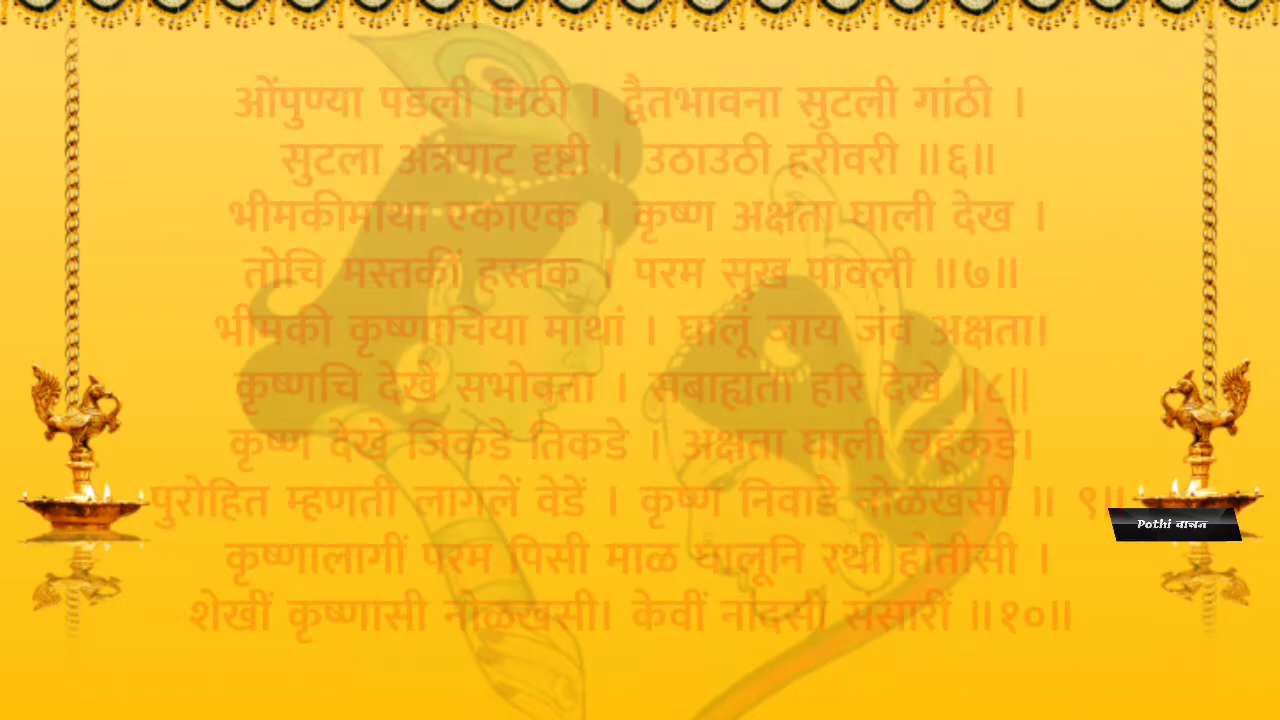 ओंपुण्या पडली मिठी । द्वैतभावना सुटली गांठी ।
सुटला अंत्रपाट दृष्टी । उठाउठी हरीवरी ॥६॥
भीमकीमाथा एकाएक । कृष्ण अक्षता घाली देख ।
तोचि मस्तकीं हस्तक । परम सुख पावली ॥७॥
भीमकी कृष्णाचिया माथां । घालूं जाय जंव अक्षता।
कृष्णचि देखे सभोंवता । सबाह्यता हरि देखे ॥८॥
कृष्ण देखे जिकडे तिकडे । अक्षता घाली चहूंकडे।
पुरोहित म्हणती लागलें वेडें । कृष्ण निवाडे नोळखसी ॥ ९॥
कृष्णालागीं परम पिसी माळ घालूनि रथीं होतीसी ।
शेखीं कृष्णासी नोळखसी। केवीं नांदसी संसारीं ॥१०॥
Pothi वाचन